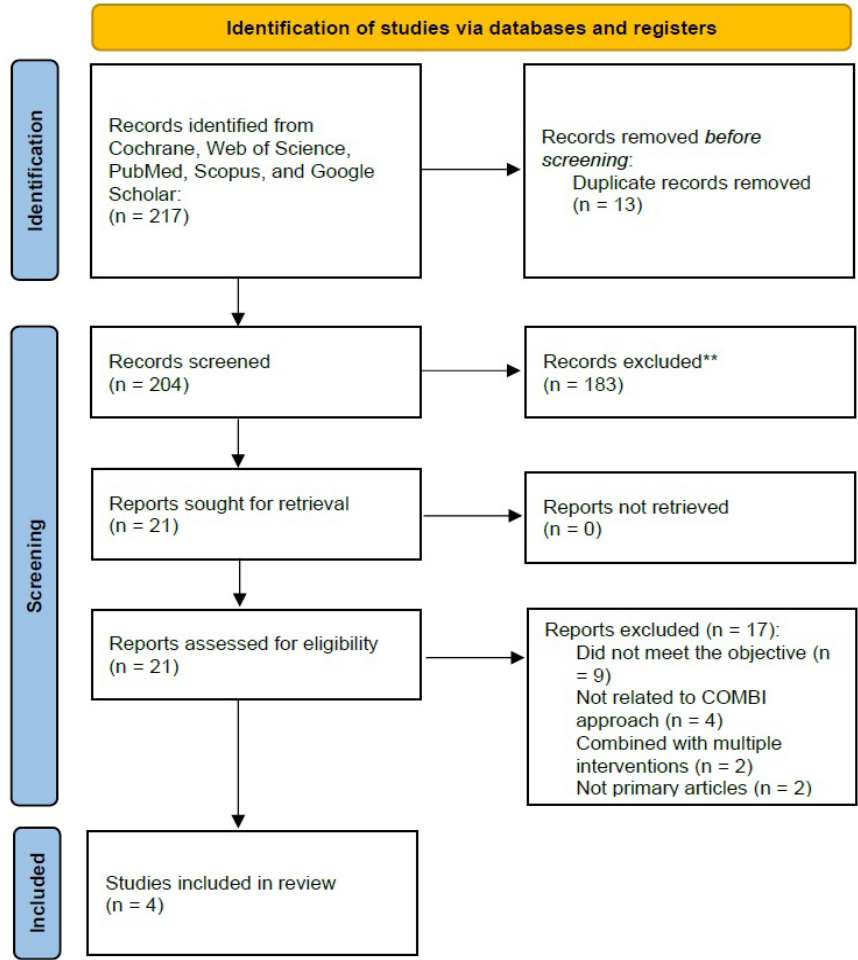 Identification of studies via databases and registers
Identification
Records identified from
Cochrane, Web of Science,
PubMed, Scopus, and Google
Scholar:
(n = 217)
Records removed before
screening:
Duplicate records removed
(n = 13)
Screening
Records screened
(n = 204)
Records excluded**
(n = 183)
Reports sought for retrieval
(n = 21)
Reports not retrieved
(n = 0)
Reports assessed for eligibility
(n = 21)
Reports excluded (n = 17):
Did not meet the objective (n
= 9)
Not related to COMBI
approach (n = 4)
Combined with multiple
interventions (n = 2)
Not primary articles (n = 2)
Included
Studies included in review
(n = 4)